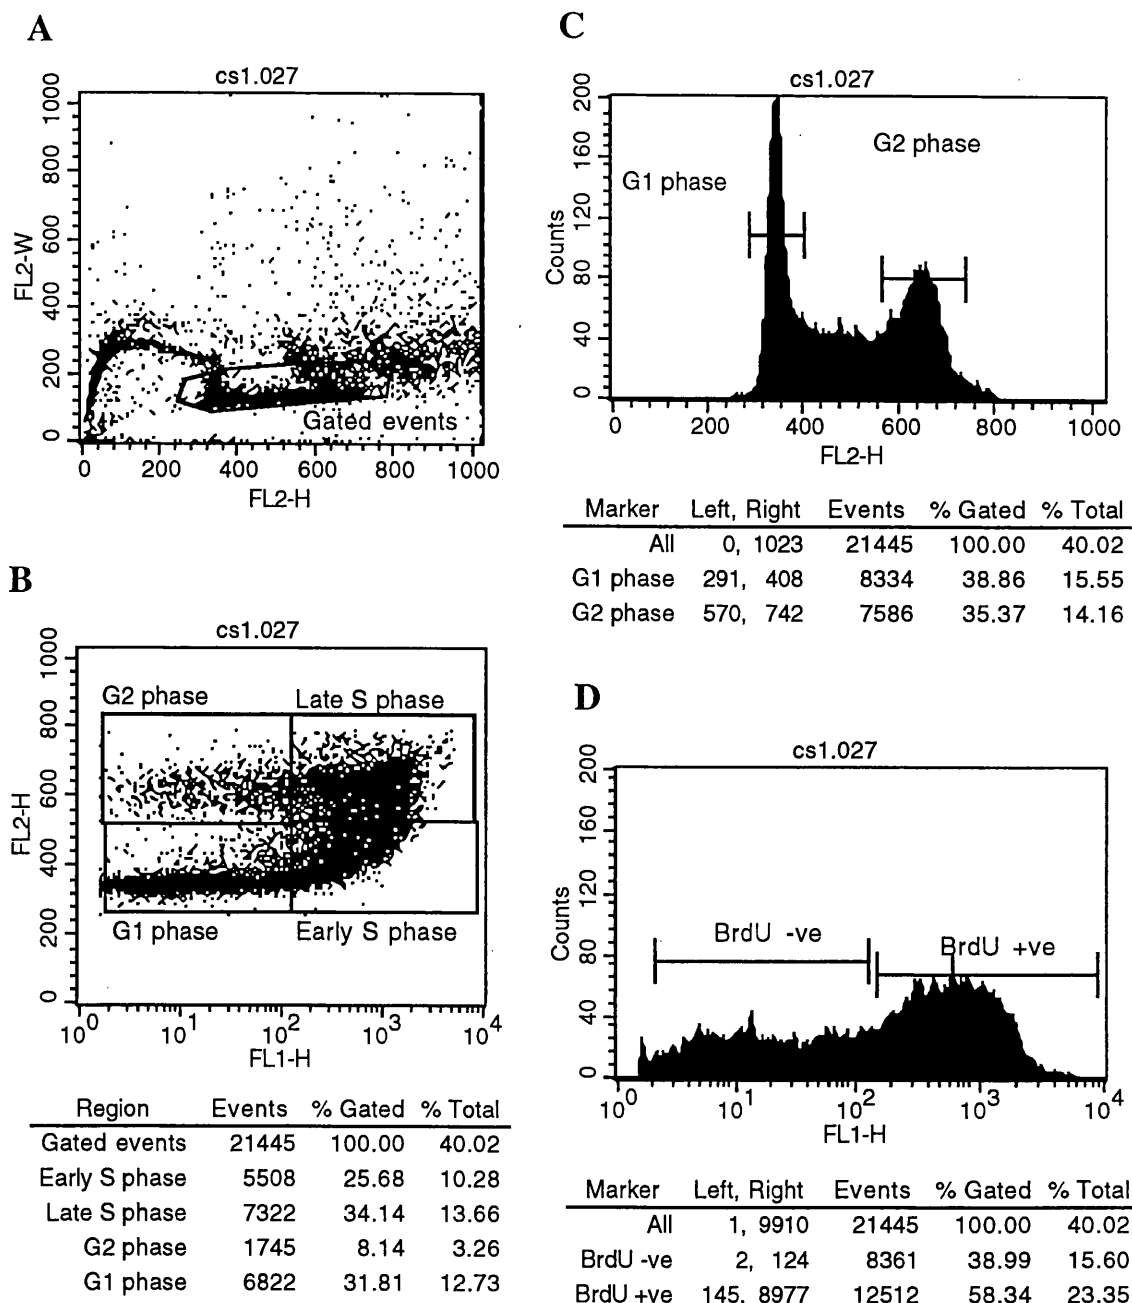 A
cs1.027
1000
800
600
400
200
0
FL2-W
Gated events
0 200 400 600 800 1000
FL2-H
B
cs1.027
1000
800
600
400
200
0
FL2-H
G2 phase Late S phase
G1 phase Early S phase
10^0 10^1 10^2 10^3 10^4
FL1-H
Region Events % Gated % Total
Gated events 21445 100.00 40.02
Early S phase 5508 25.68 10.28
Late S phase 7322 34.14 13.66
G2 phase 1745 8.14 3.26
G1 phase 6822 31.81 12.73
C
cs1.027
200
160
120
80
40
0
Counts
G2 phase
G1 phase
0 200 400 600 800 1000
FL2-H
Marker Left, Right Events % Gated % Total
All 0, 1023 21445 100.00 40.02
G1 phase 291, 408 8334 38.86 15.55
G2 phase 570, 742 7586 35.37 14.16
D
cs1.027
200
160
120
80
40
0
Counts
BrdU -ve BrdU +ve
10^0 10^1 10^2 10^3 10^4
FL1-H
Marker Left, Right Events % Gated % Total
All 1, 9910 21445 100.00 40.02
BrdU -ve 2, 124 8361 38.99 15.60
BrdU +ve 145, 8977 12512 58.34 23.35